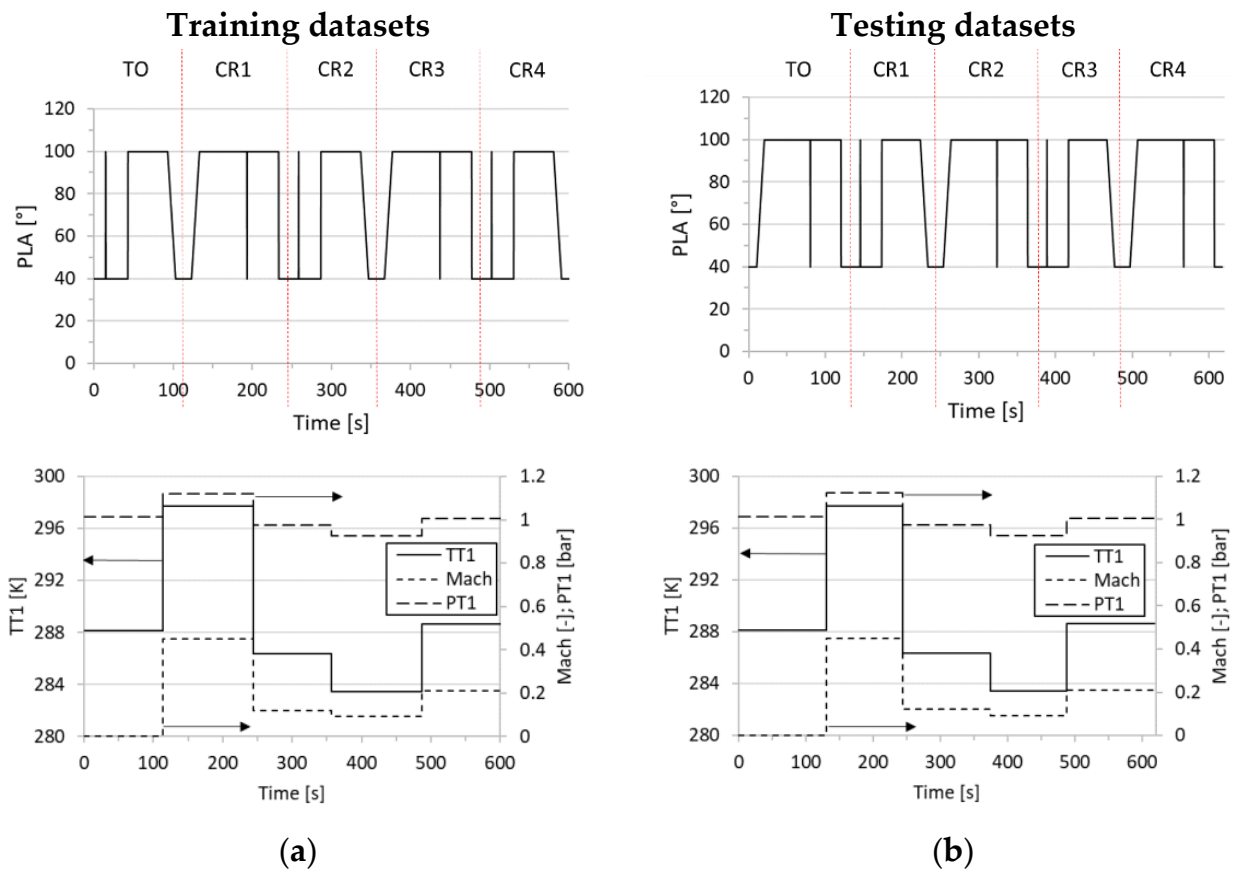 Training datasets
TO CR1 CR2 CR3 CR4
120
100
80
60
40
20
0
PLA [°]
0 100 200 300 400 500 600
Time [s]
Testing datasets
TO CR1 CR2 CR3 CR4
120
100
80
60
40
20
0
PLA [°]
0 100 200 300 400 500 600
Time [s]
300
296
292
288
284
280
TT1 [K]
1.2
1
0.8
0.6
0.4
0.2
0
Mach [-]; PT1 [bar]
TT1
Mach
PT1
0 100 200 300 400 500 600
Time [s]
(a)
300
296
292
288
284
280
TT1 [K]
1.2
1
0.8
0.6
0.4
0.2
0
Mach [-]; PT1 [bar]
TT1
Mach
PT1
0 100 200 300 400 500 600
Time [s]
(b)